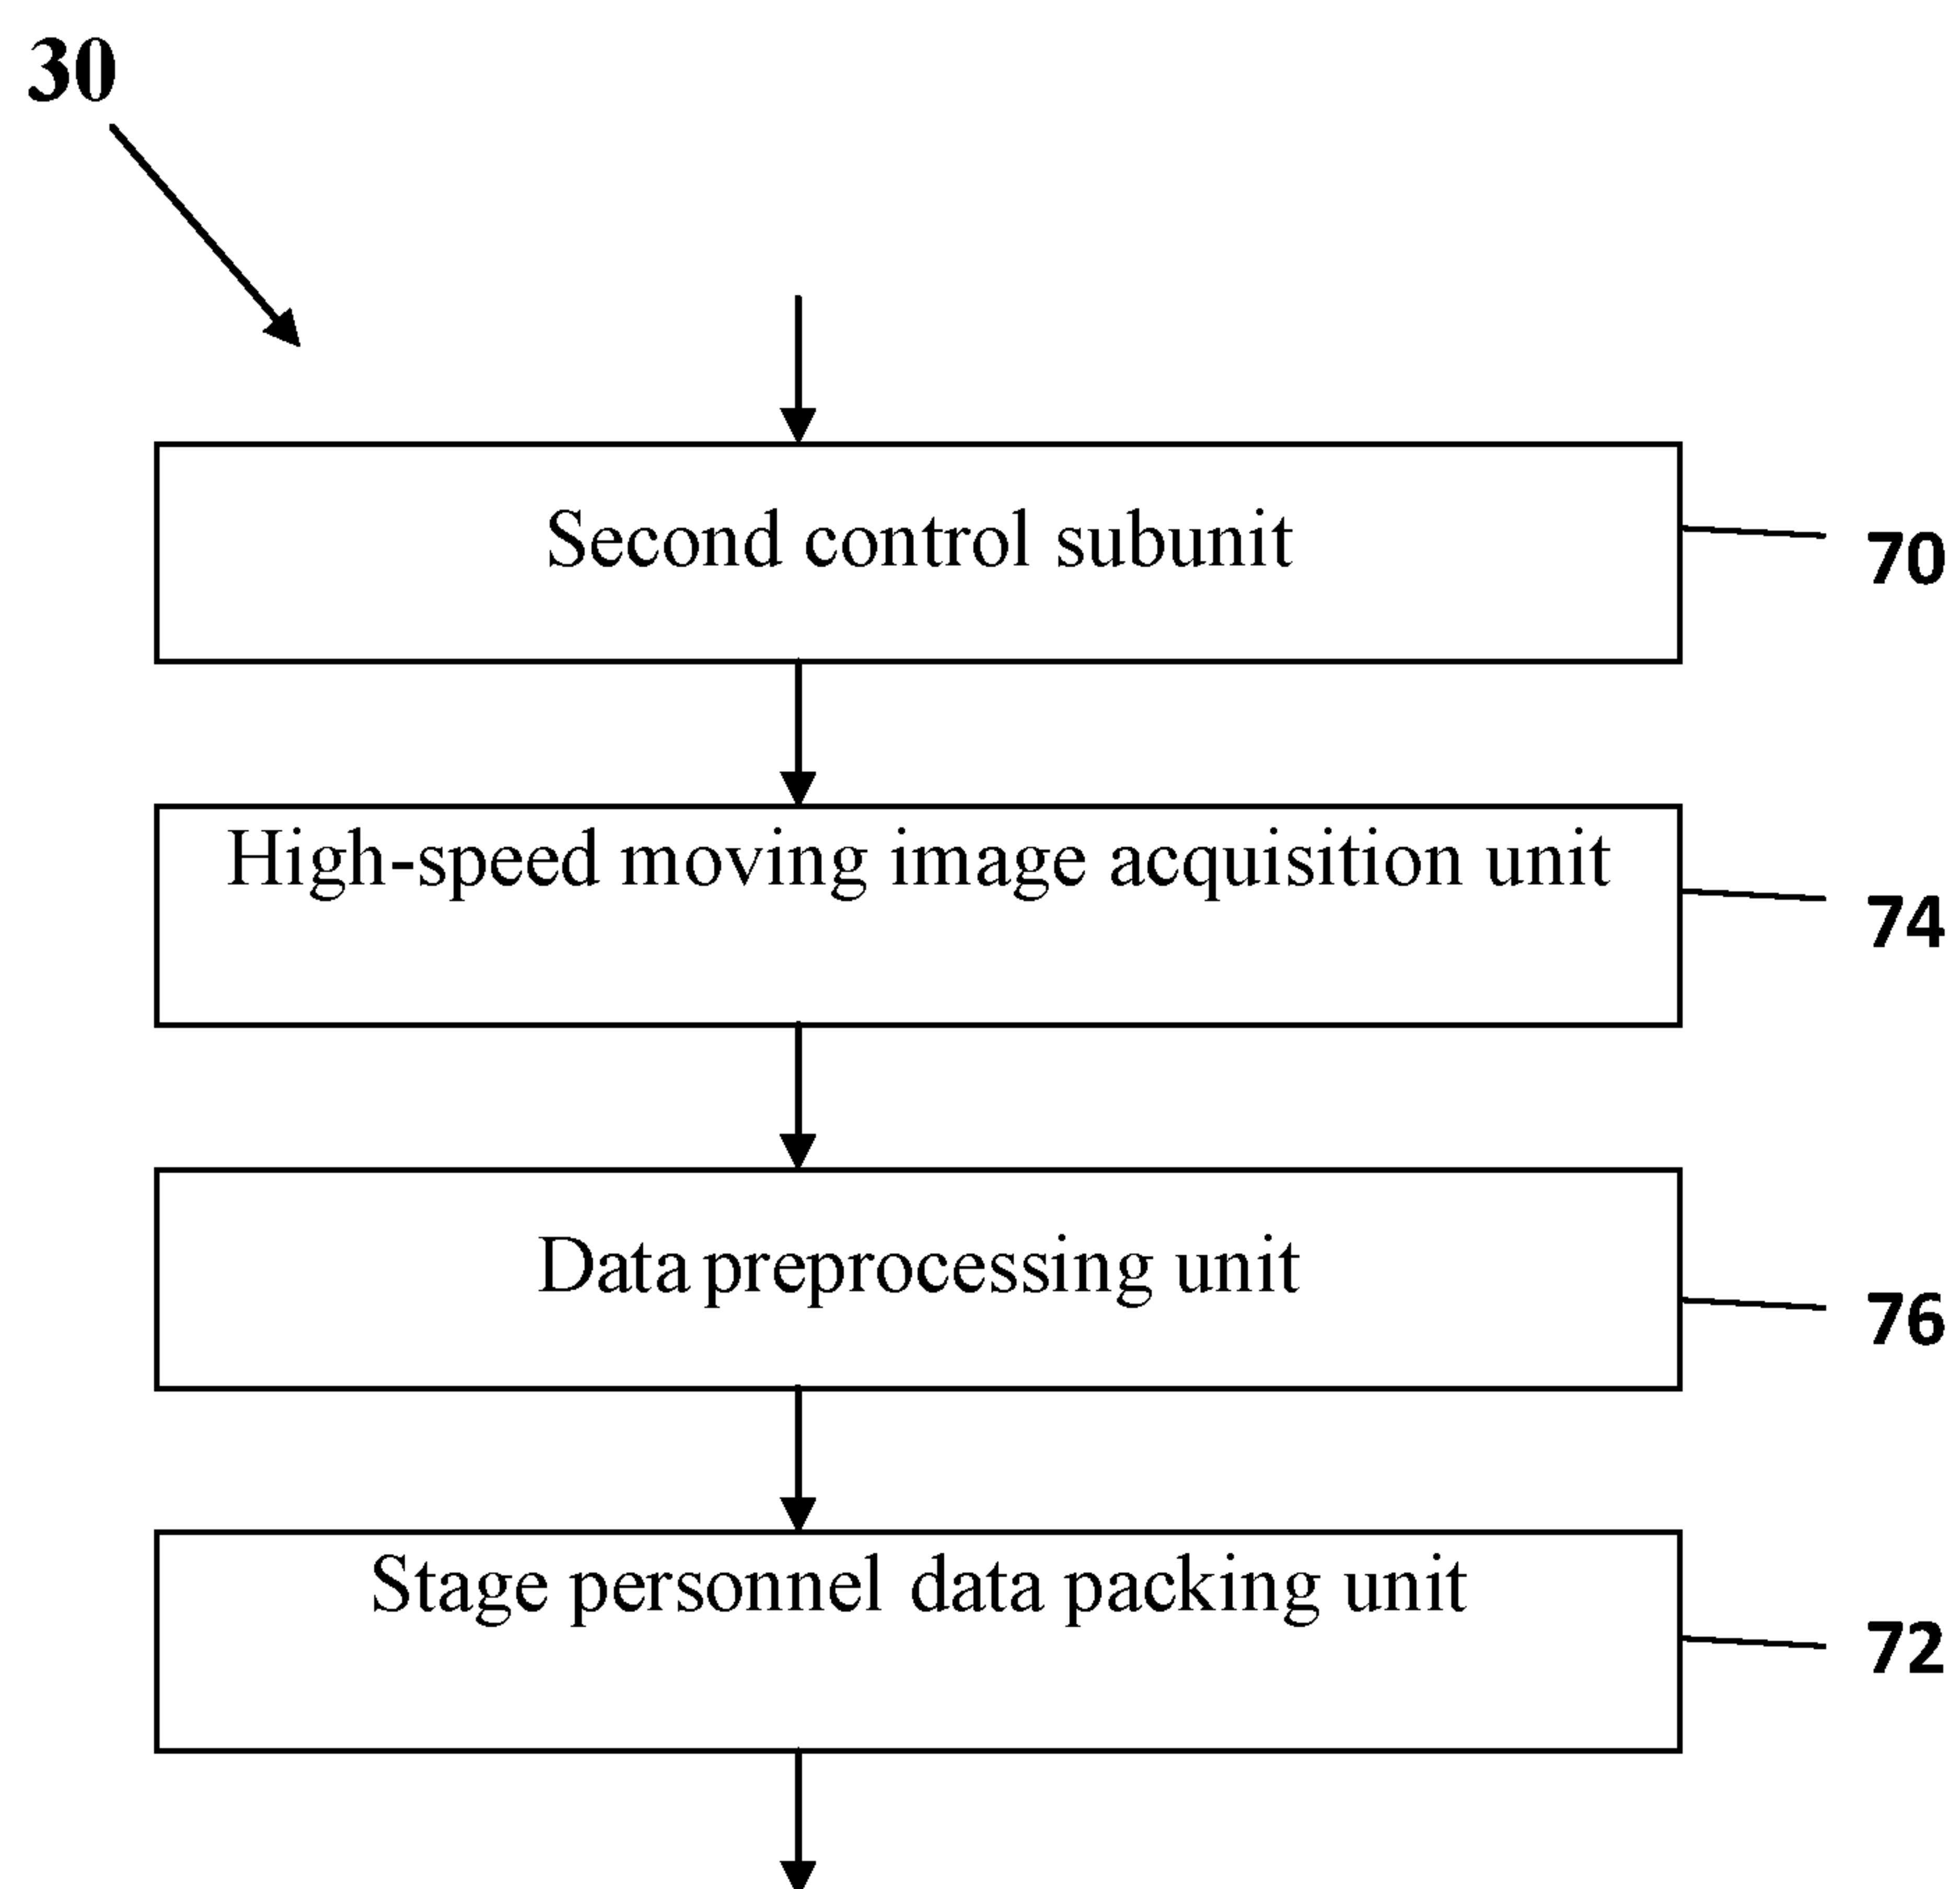 30
Second control subunit
70
High-speed moving image acquisition unit
74
Data preprocessing unit
76
Stage personnel data packing unit
72